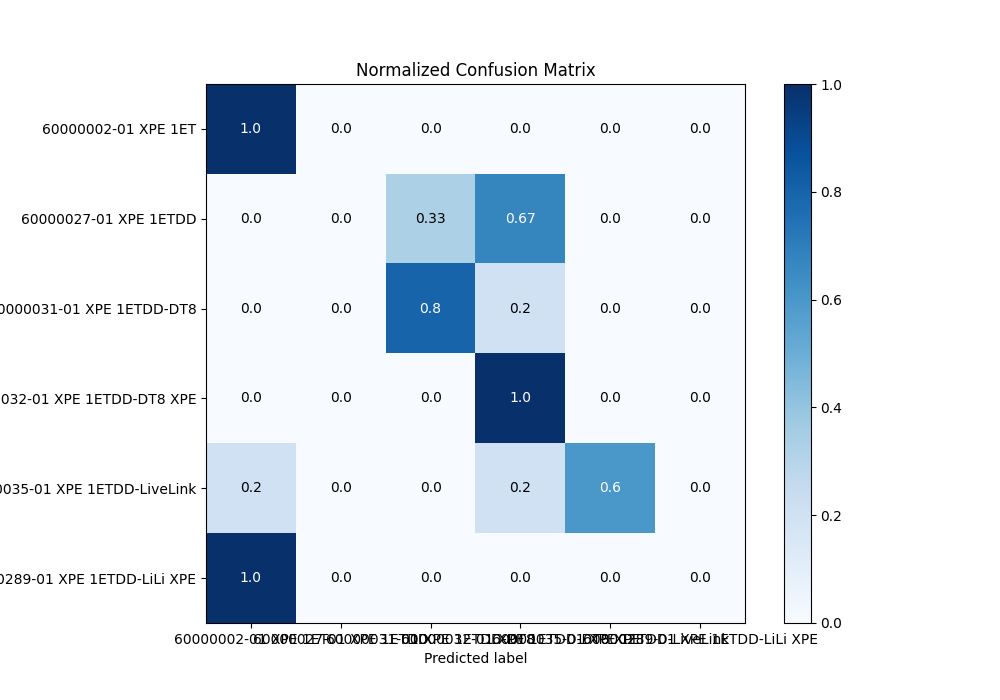 Normalized Confusion Matrix
60000002-01 XPE 1ET
1.0 0.0 0.0 0.0 0.0 0.0
60000027-01 XPE 1ETDD
0.0 0.0 0.33 0.67 0.0 0.0
0000031-01 XPE 1ETDD-DT8
0.0 0.0 0.8 0.2 0.0 0.0
032-01 XPE 1ETDD-DT8 XPE
0.0 0.0 0.0 1.0 0.0 0.0
0035-01 XPE 1ETDD-LiveLink
0.2 0.0 0.0 0.2 0.6 0.0
0289-01 XPE 1ETDD-LiLi XPE
1.0 0.0 0.0 0.0 0.0 0.0
1.0
0.8
0.6
0.4
0.2
0.0
60000002-01 XPE 1ETDD-LiLi XPE
Predicted label